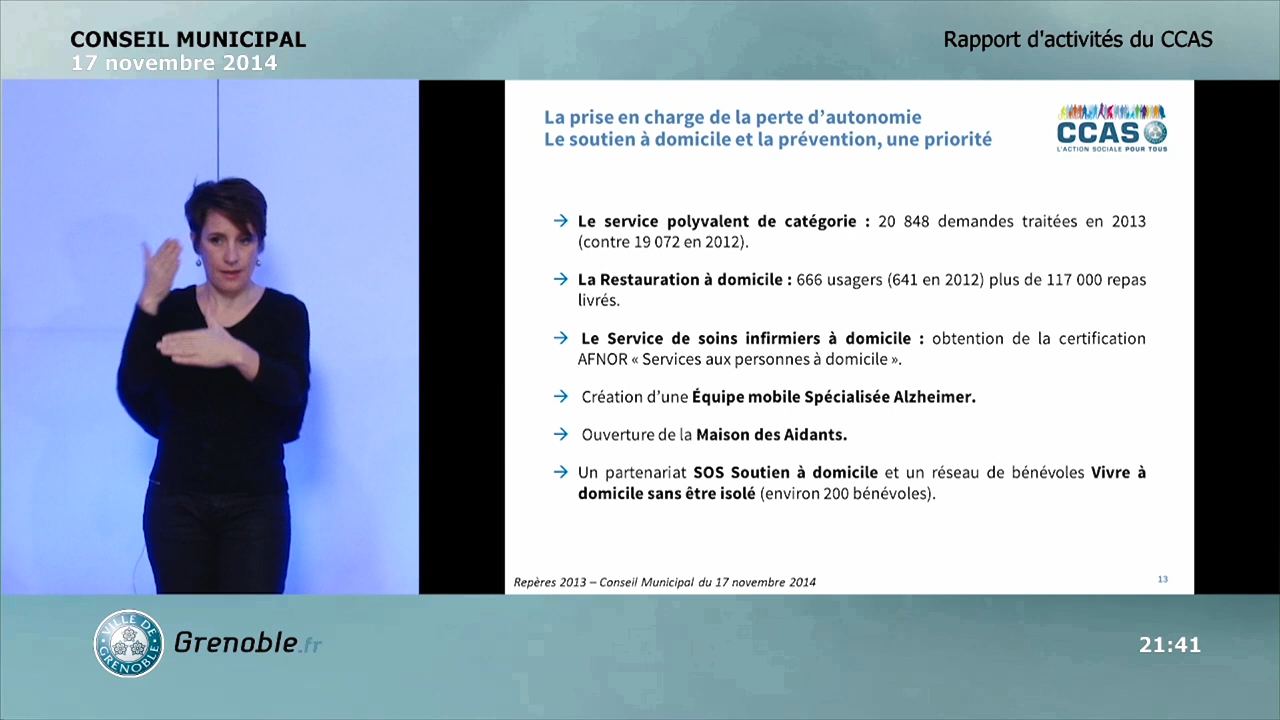 CONSEIL MUNICIPAL
17 novembre 2014
Rapport d'activités du CCAS
La prise en charge de la perte d’autonomie
Le soutien à domicile et la prévention, une priorité
CCAS
L'ACTION SOCIALE POUR TOUS
→ Le service polyvalent de catégorie : 20 848 demandes traitées en 2013
(contre 19 072 en 2012).
→ La Restauration à domicile : 666 usagers (641 en 2012) plus de 117 000 repas
livrés.
→ Le Service de soins infirmiers à domicile : obtention de la certification
AFNOR « Services aux personnes à domicile ».
→ Création d’une Équipe mobile Spécialisée Alzheimer.
→ Ouverture de la Maison des Aidants.
→ Un partenariat SOS Soutien à domicile et un réseau de bénévoles Vivre à
domicile sans être isolé (environ 200 bénévoles).
Repères 2013 – Conseil Municipal du 17 novembre 2014
13
VILLE DE GRENOBLE
Grenoble.fr
21:41